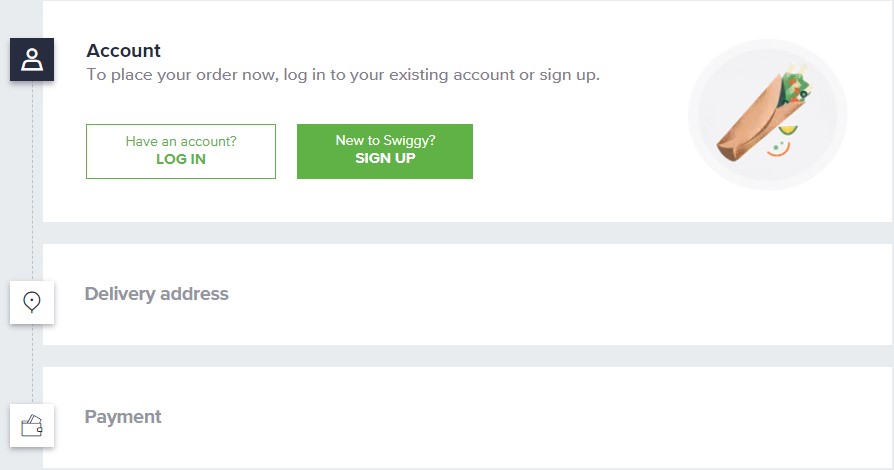 Account
To place your order now, log in to your existing account or sign up.
Have an account?
LOG IN
New to Swiggy?
SIGN UP
Delivery address
Payment